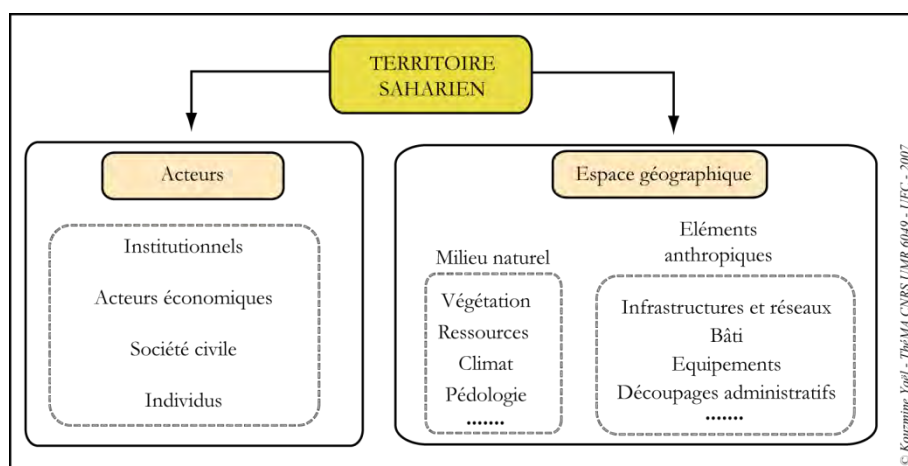 TERRITOIRE
SAHARIEN
Acteurs
Institutionnels
Acteurs économiques
Société civile
Individus
Espace géographique
Milieu naturel
Végétation
Ressources
Climat
Pédologie
.......
Eléments
anthropiques
Infrastructures et réseaux
Bâti
Equipements
Découpages administratifs
.......
© Kouzmine Yaël - ThéMA CNRS UMR 6049 - UFC - 2007